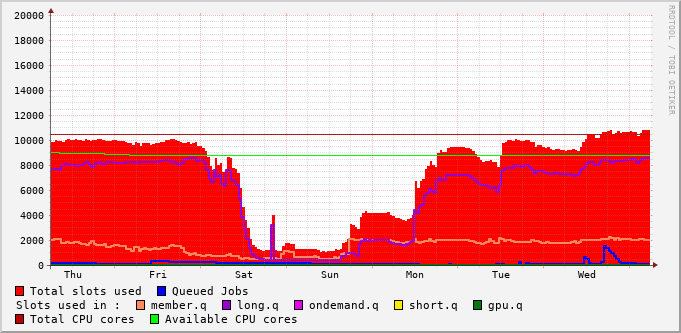 20000
18000
16000
14000
12000
10000
8000
6000
4000
2000
0
Thu Fri Sat Sun Mon Tue Wed
RRDTOOL / TOBI OETIKER
Total slots used Queued Jobs
Slots used in : member.q long.q ondemand.q short.q gpu.q
Total CPU cores Available CPU cores